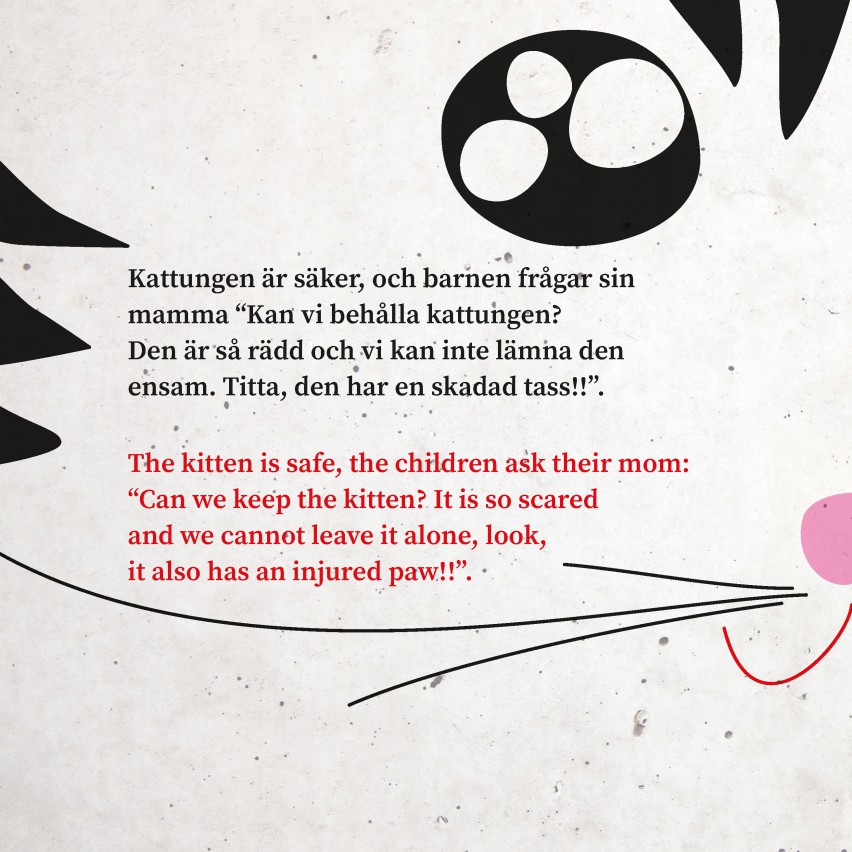 Kattungen är säker, och barnen frågar sin
mamma “Kan vi behålla kattungen?
Den är så rädd och vi kan inte lämna den
ensam. Titta, den har en skadad tass!!”.
The kitten is safe, the children ask their mom:
“Can we keep the kitten? It is so scared
and we cannot leave it alone, look,
it also has an injured paw!!”.